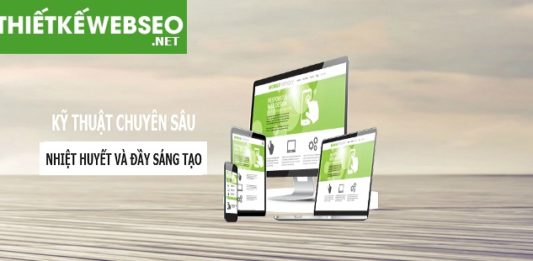 THIẾTKẾWEBSEO
.NET
KỸ THUẬT CHUYÊN SÂU
NHIỆT HUYẾT VÀ ĐẦY SÁNG TẠO